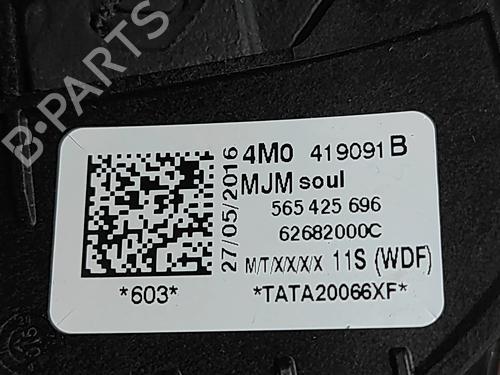 B-PARTS
27/05/2016
4M0 419091 B
MJM soul
565 425 696
62682000C
M/T/X/X/X/X 11S (WDF)
*603*
*TATA20066XF*